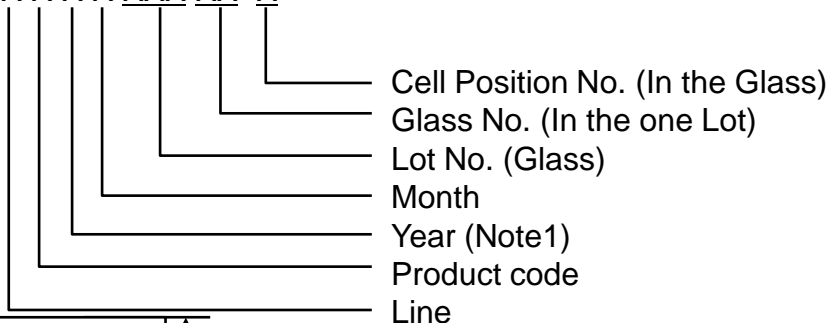 Cell Position No. (In the Glass)
Glass No. (In the one Lot)
Lot No. (Glass)
Month
Year (Note1)
Product code
Line